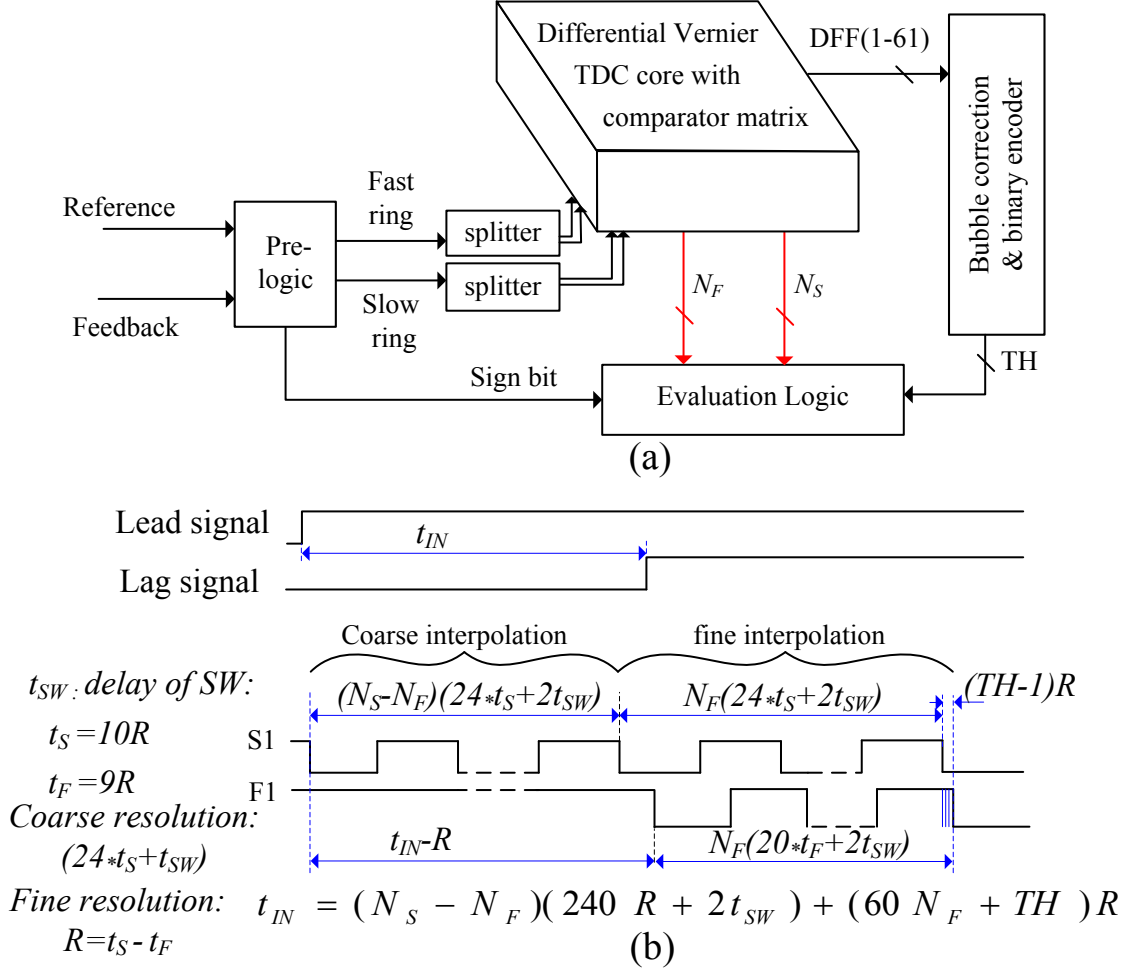 Differential Vernier
TDC core with
comparator matrix
DFF(1-61)
Bubble correction
& binary encoder
Reference
Feedback
Pre-
logic
Fast
ring
splitter
Slow
ring
splitter
N_F
N_S
TH
Sign bit
Evaluation Logic
(a)
Lead signal
t_IN
Lag signal
Coarse interpolation
fine interpolation
t_SW : delay of SW:
(N_S-N_F)(24*t_S+2t_SW)
N_F(24*t_S+2t_SW)
(TH-1)R
t_S=10R
S1
t_F=9R
F1
Coarse resolution:
(24*t_S+t_SW)
t_IN-R
N_F(20*t_F+2t_SW)
Fine resolution:
R=t_S-t_F
t_IN = (N_S − N_F)(240 R + 2t_SW) + (60 N_F + TH)R
(b)